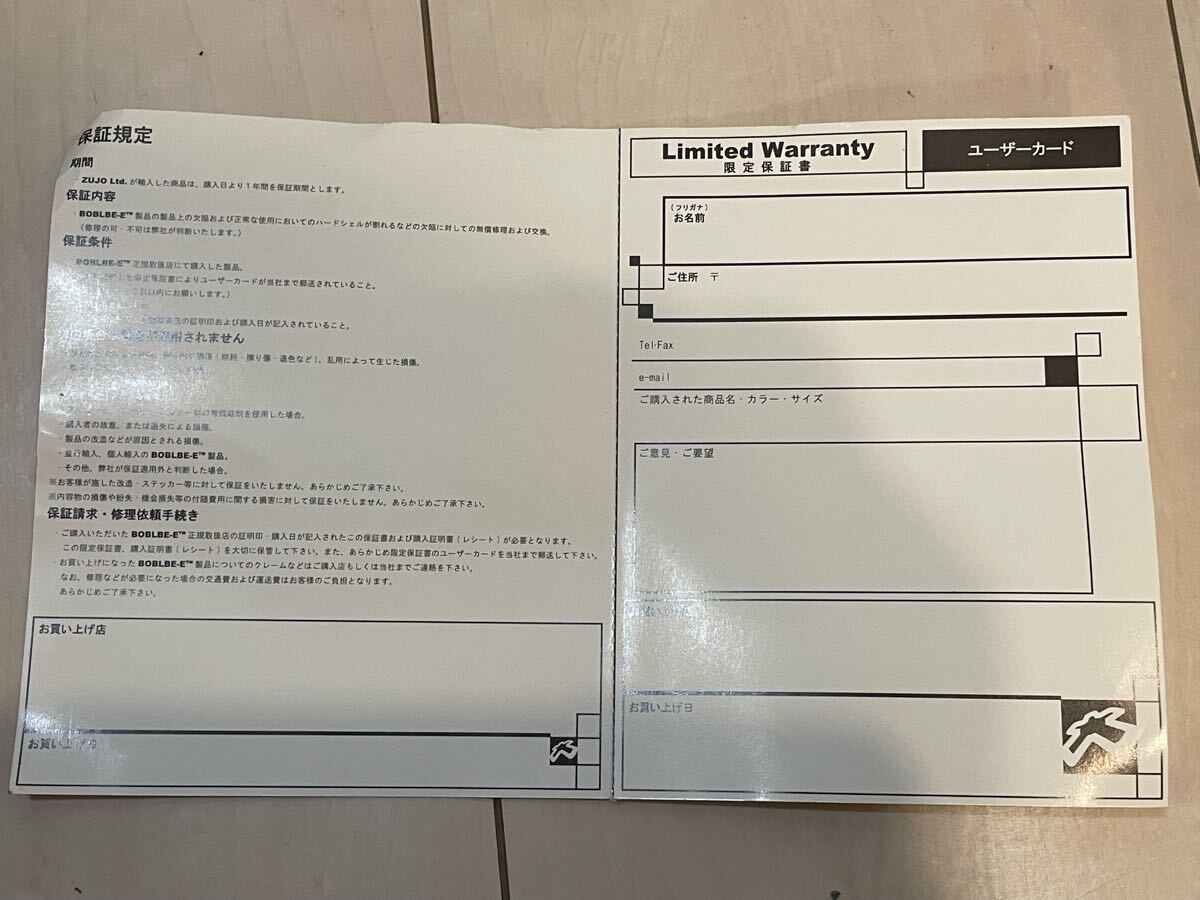 保証規定
期間
・ZUJO Ltd. が輸入した商品は、購入日より1年間を保証期間とします。
保証内容
・BOBLBE-E™ 製品の製品上の欠陥および正常な使用においてのハードシェルが割れるなどの欠陥に対しての無償修理および交換。
(修理の可・不可は弊社が判断いたします。)
保証条件
BOBLBE-E™ 正規取扱店にて購入した製品。
限定保証書によりユーザーカードが当社まで郵送されていること。
以内にお願いします。)
の証明印および購入日が記入されていること。
されません
・擦り傷・退色など)、乱用によって生じた損傷。
有機溶剤を使用した場合。
・購入者の故意、または過失による損傷。
・製品の改造などが原因とされる損傷。
・並行輸入、個人輸入の BOBLBE-E™ 製品。
・その他、弊社が保証適用外と判断した場合。
※お客様が施した改造・ステッカー等に対して保証をいたしません。あらかじめご了承下さい。
※内容物の損傷や紛失・機会損失等の付随費用に関する損害に対して保証をいたしません。あらかじめご了承下さい。
保証請求・修理依頼手続き
・ご購入いただいた BOBLBE-E™ 正規取扱店の証明印・購入日が記入されたこの保証書および購入証明書(レシート)が必要となります。
この限定保証書、購入証明書(レシート)を大切に保管して下さい。また、あらかじめ限定保証書のユーザーカードを当社まで郵送して下さい。
・お買い上げになった BOBLBE-E™ 製品についてのクレームなどはご購入店もしくは当社までご連絡を下さい。
なお、修理などが必要になった場合の交通費および運送費はお客様のご負担となります。
あらかじめご了承下さい。
お買い上げ店
お買い上げ
Limited Warranty
限定保証書
ユーザーカード
(フリガナ)
お名前
ご住所 〒
Tel・Fax
e-mail
ご購入された商品名・カラー・サイズ
ご意見・ご要望
お買い上げ日